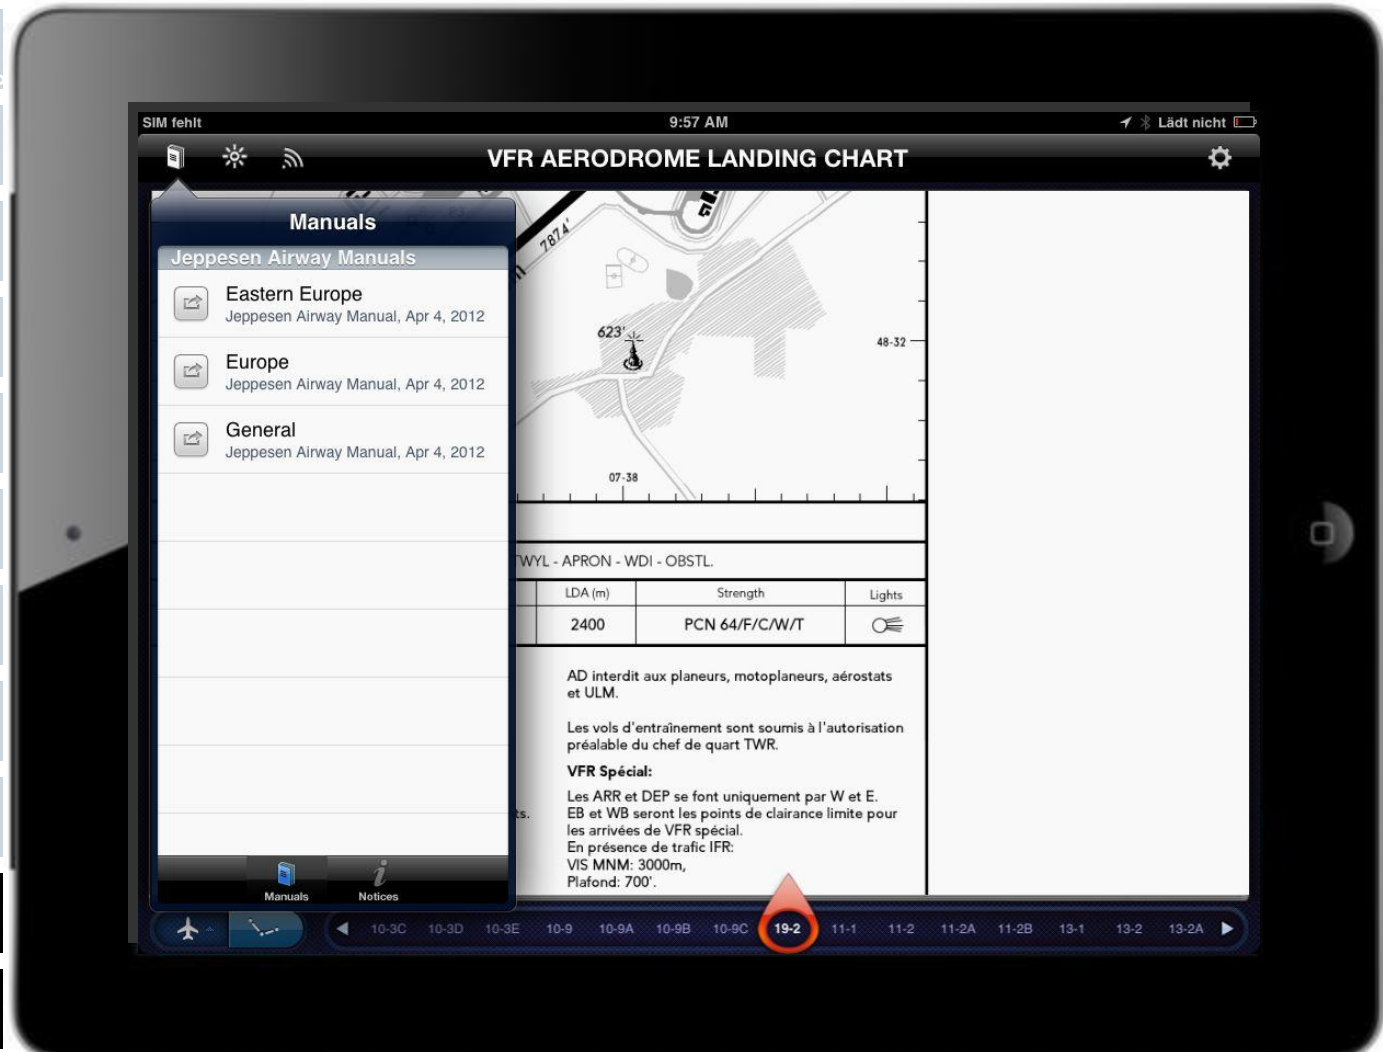 SIM fehlt
9:57 AM
Lädt nicht
VFR AERODROME LANDING CHART
Manuals
Jeppesen Airway Manuals
Eastern Europe
Jeppesen Airway Manual, Apr 4, 2012
Europe
Jeppesen Airway Manual, Apr 4, 2012
General
Jeppesen Airway Manual, Apr 4, 2012
Manuals
Notices
7874'
623'
48-32
07-38
TWYL - APRON - WDI - OBSTL.
LDA (m) Strength Lights
2400 PCN 64/F/C/W/T
AD interdit aux planeurs, motoplaneurs, aérostats
et ULM.
Les vols d'entraînement sont soumis à l'autorisation
préalable du chef de quart TWR.
VFR Spécial:
Les ARR et DEP se font uniquement par W et E.
EB et WB seront les points de clairance limite pour
les arrivées de VFR spécial.
En présence de trafic IFR:
VIS MNM: 3000m,
Plafond: 700'.
10-3C 10-3D 10-3E 10-9 10-9A 10-9B 10-9C 19-2 11-1 11-2 11-2A 11-2B 13-1 13-2 13-2A